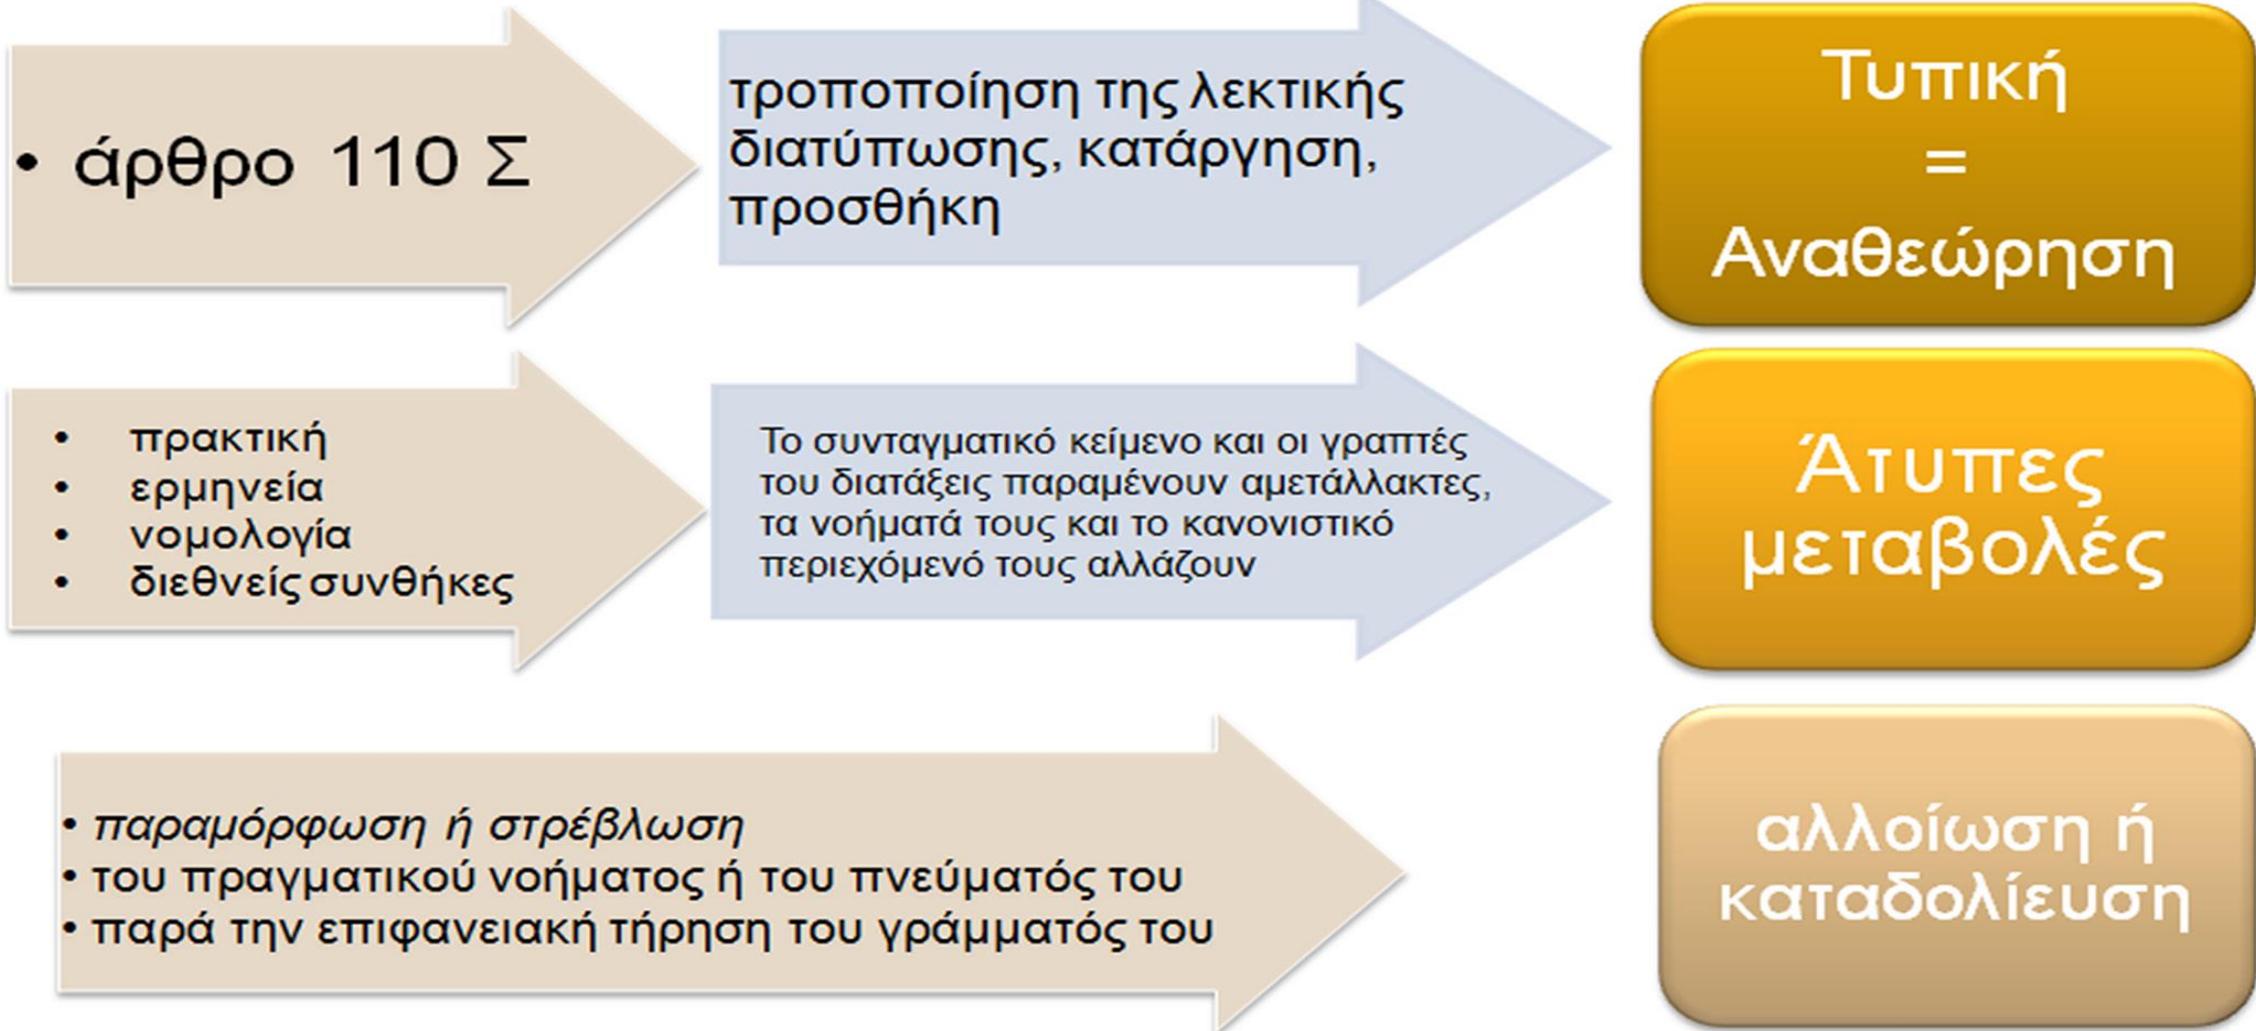 • άρθρο 110 Σ
τροποποίηση της λεκτικής
διατύπωσης, κατάργηση,
προσθήκη
Τυπική
=
Αναθεώρηση
• πρακτική
• ερμηνεία
• νομολογία
• διεθνείς συνθήκες
Το συνταγματικό κείμενο και οι γραπτές
του διατάξεις παραμένουν αμετάλλακτες,
τα νοήματά τους και το κανονιστικό
περιεχόμενό τους αλλάζουν
Άτυπες
μεταβολές
• παραμόρφωση ή στρέβλωση
• του πραγματικού νοήματος ή του πνεύματός του
• παρά την επιφανειακή τήρηση του γράμματός του
αλλοίωση ή
καταδολίευση